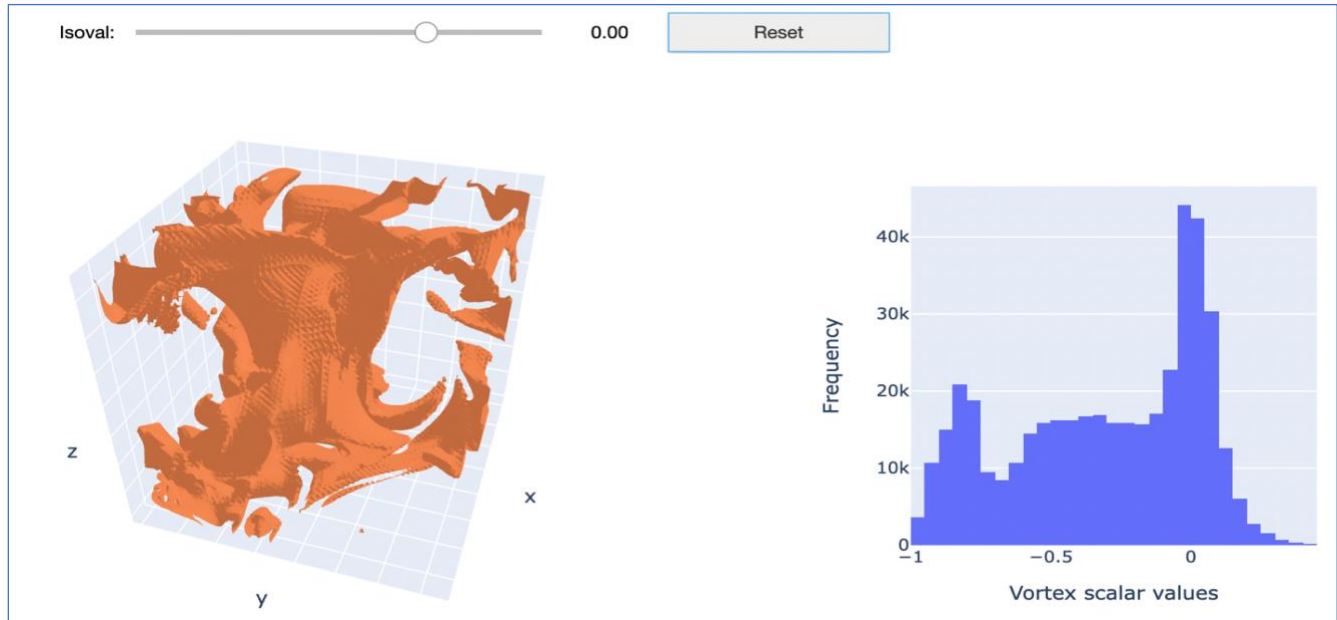 Isoval:
0.00
Reset
z
y
x
Frequency
40k
30k
20k
10k
0
−1
−0.5
0
Vortex scalar values